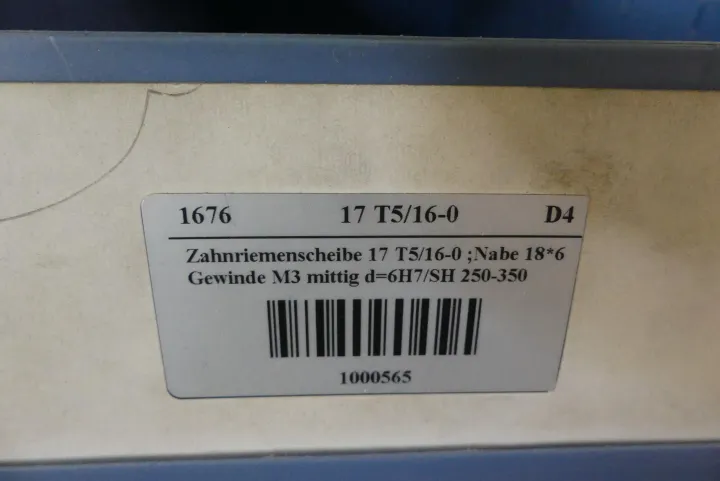 1676 17 T5/16-0 D4
Zahnriemenscheibe 17 T5/16-0 ;Nabe 18*6
Gewinde M3 mittig d=6H7/SH 250-350
1000565